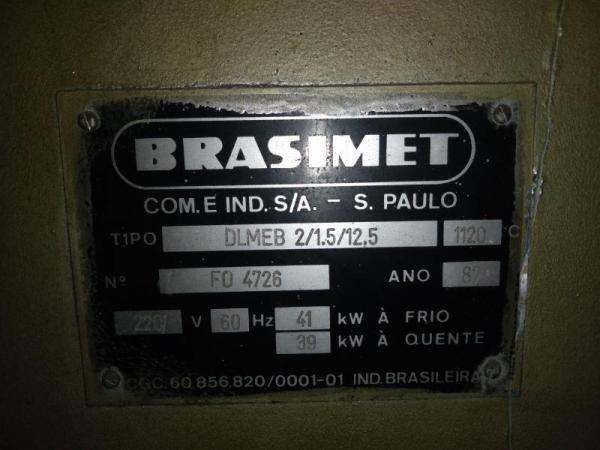 BRASIMET
COM. E IND. S/A. - S. PAULO
TIPO DLMEB 2/1.5/12,5 1120 °C
Nº FO 4726 ANO 87
220 V 60 Hz 41 kW À FRIO
39 kW À QUENTE
CGC. 60.856.820/0001-01 IND. BRASILEIRA